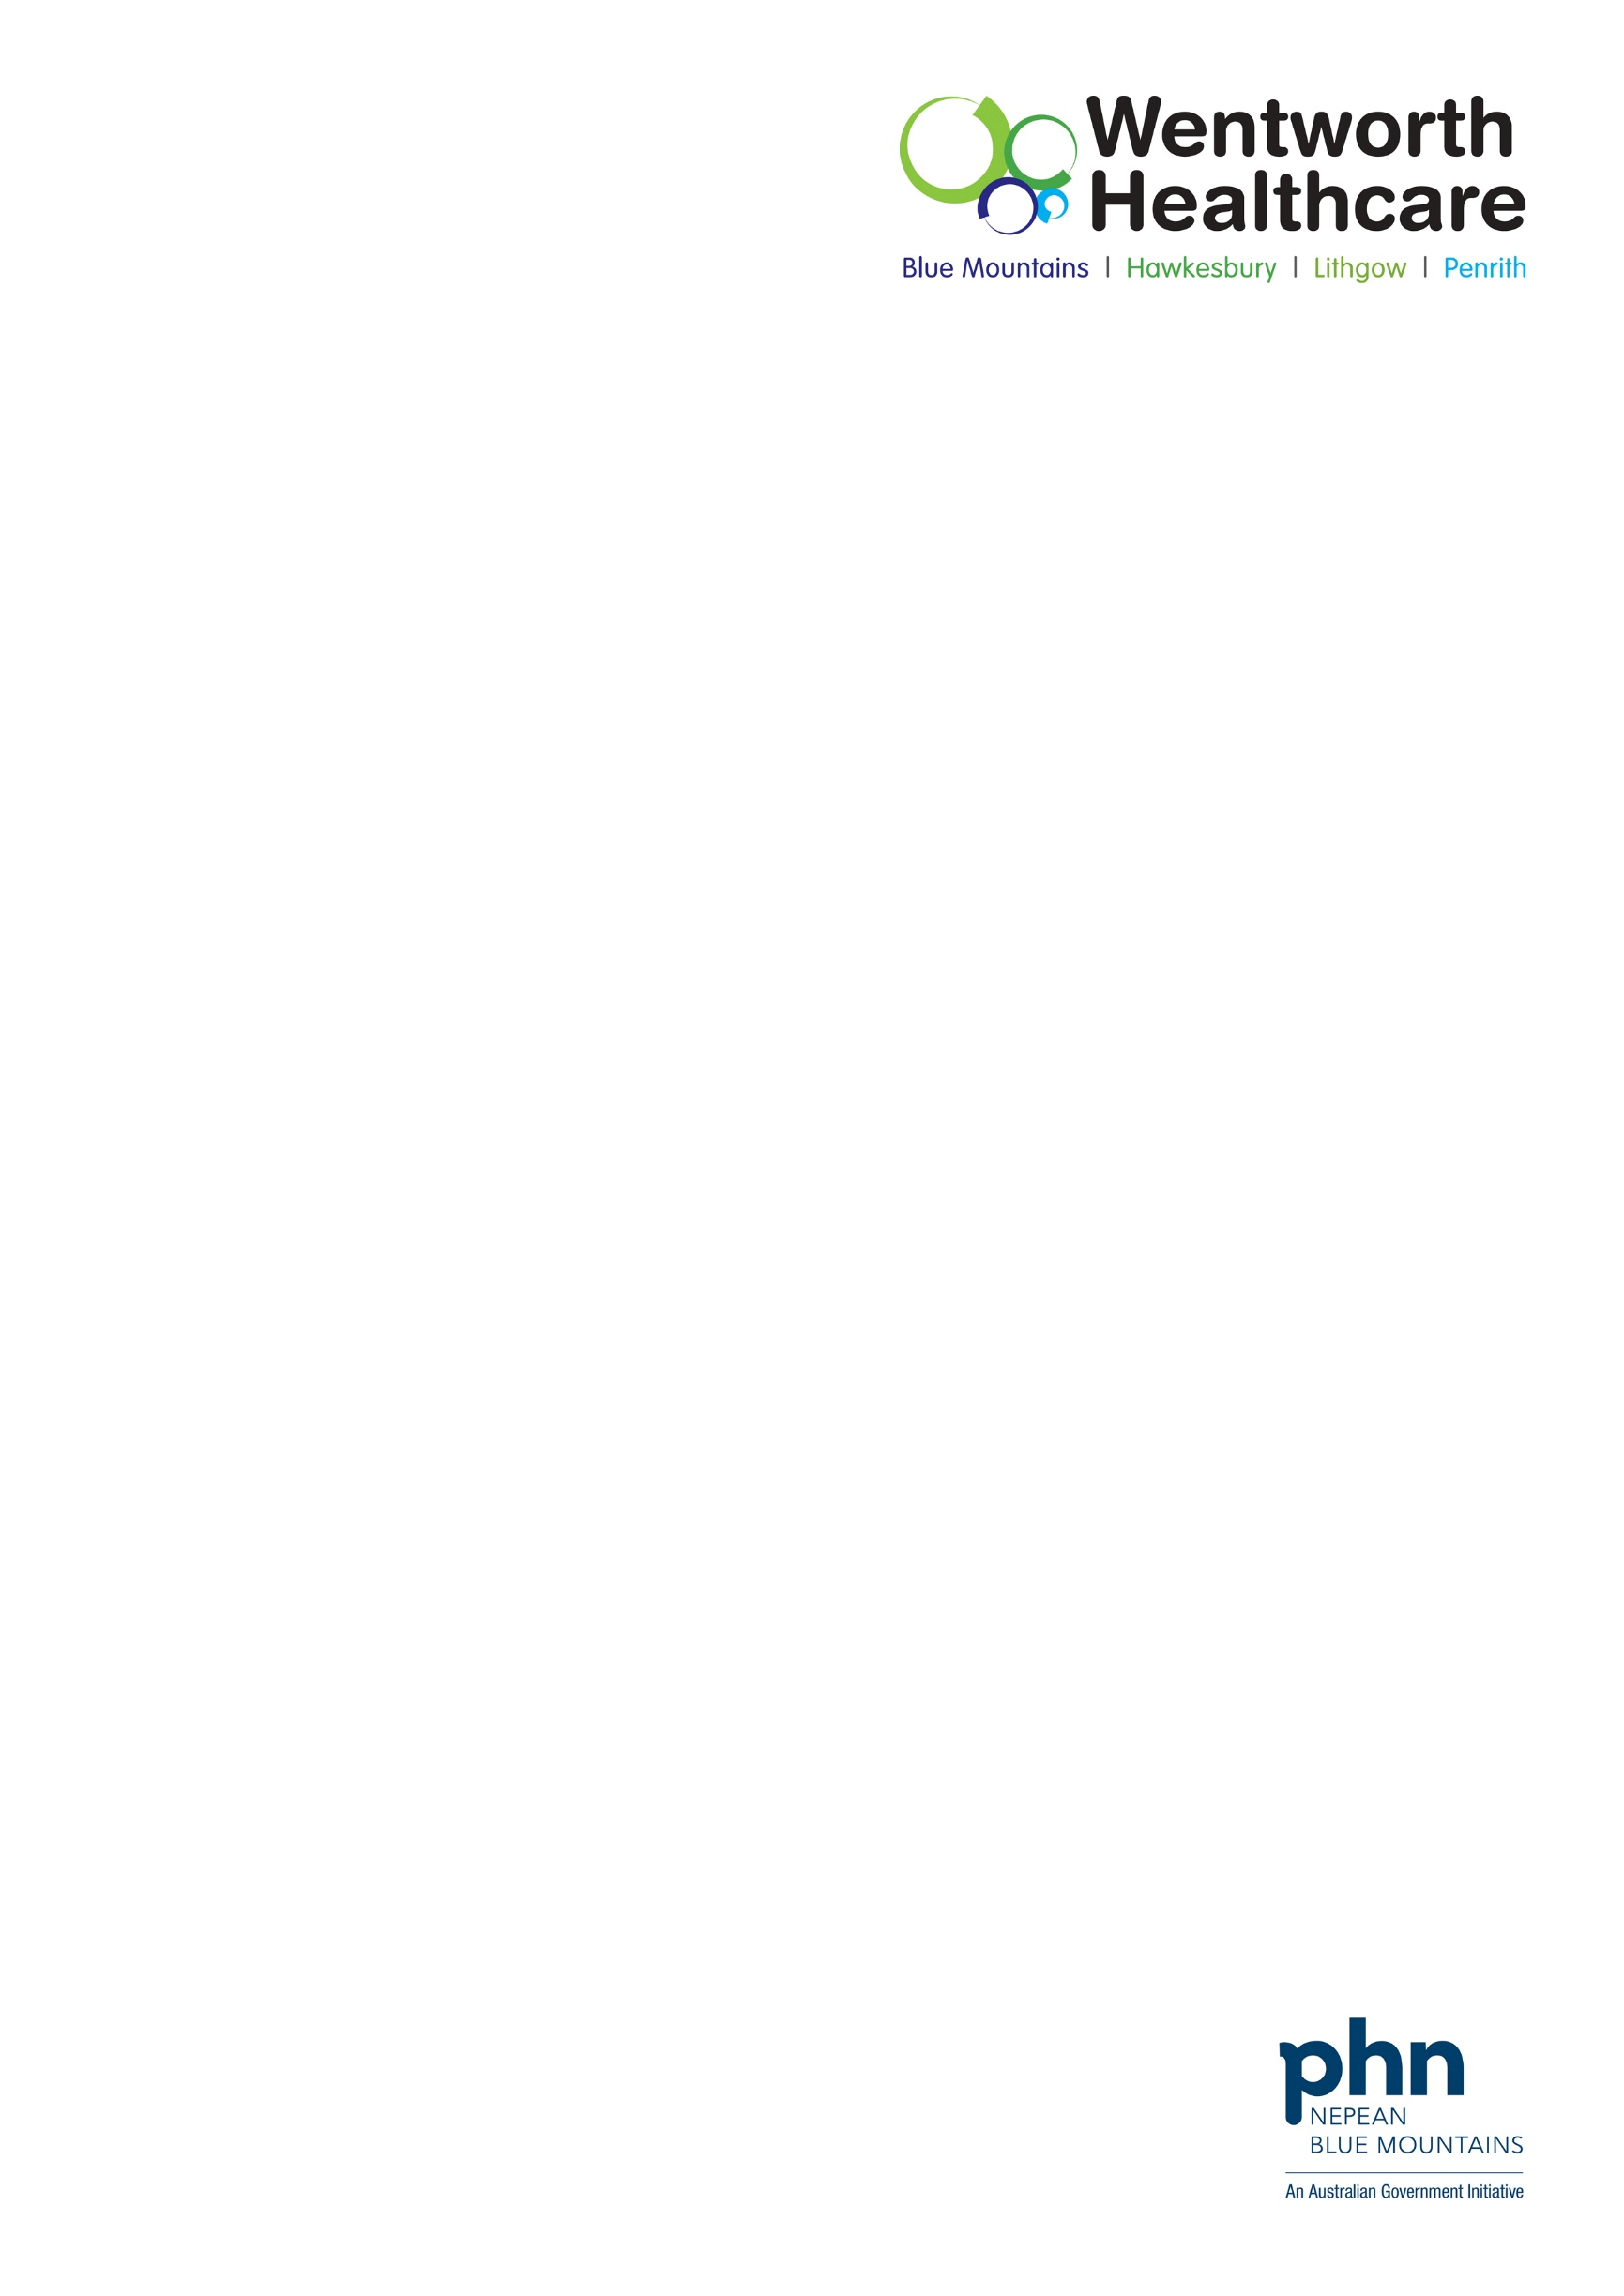 Wentworth
Healthcare
Blue Mountains | Hawkesbury | Lithgow | Penrith
phn
NEPEAN
BLUE MOUNTAINS
An Australian Government Initiative